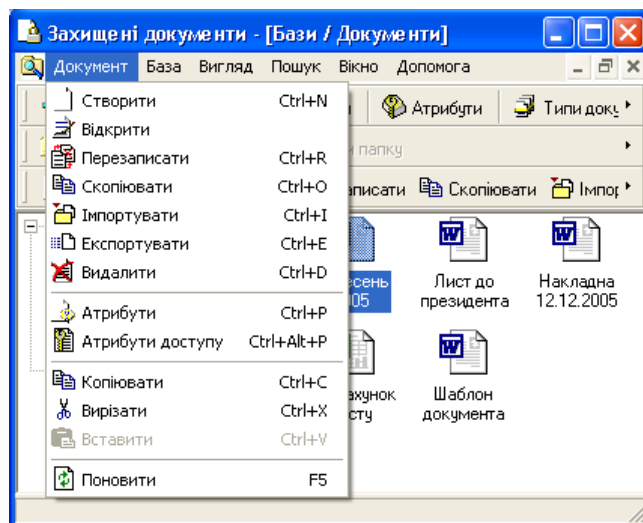 Захищені документи - [Бази / Документи]
Документ База Вигляд Пошук Вікно Допомога
Створити Ctrl+N
Атрибути
Відкрити
папку
Перезаписати Ctrl+R
Скопіювати Ctrl+O
Скопіювати
Імпортувати Ctrl+I
Експортувати Ctrl+E
Видалити Ctrl+D
Лист до
президента
Накладна
12.12.2005
Атрибути Ctrl+P
Атрибути доступу Ctrl+Alt+P
Копіювати Ctrl+C
Вирізати Ctrl+X
Вставити Ctrl+V
Шаблон
документа
Поновити F5